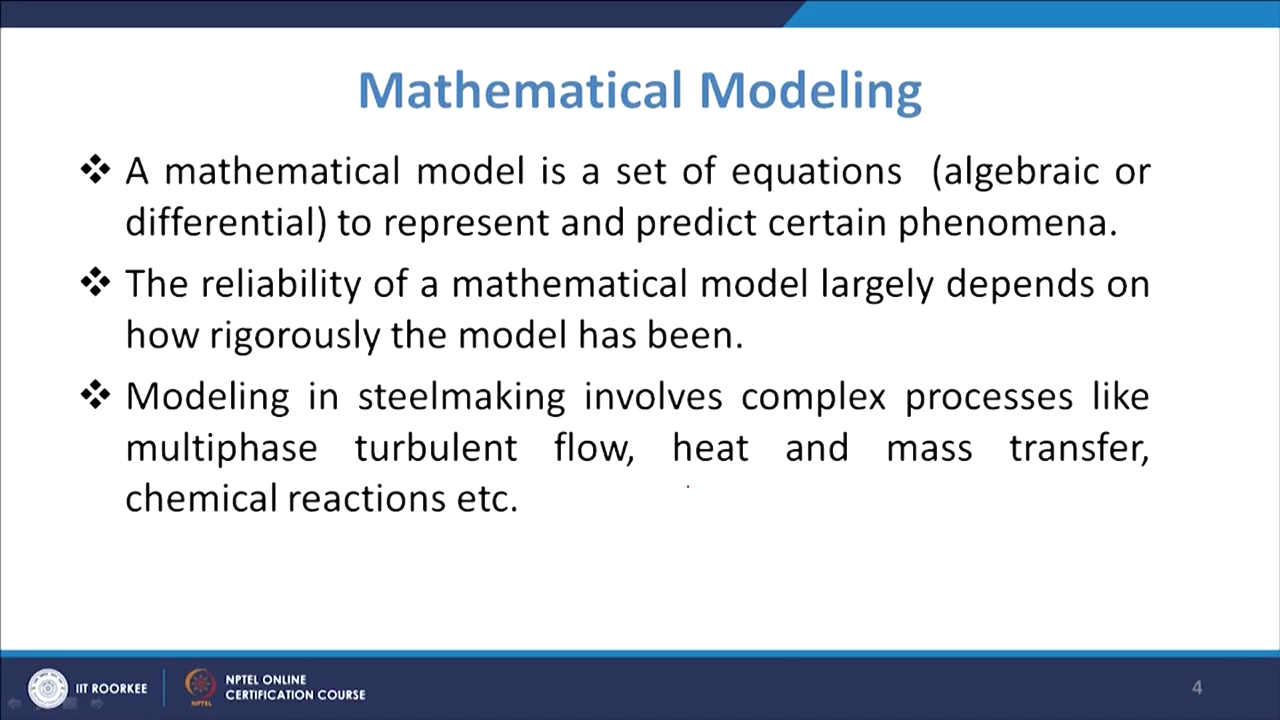 Mathematical Modeling
❖ A mathematical model is a set of equations (algebraic or
differential) to represent and predict certain phenomena.
❖ The reliability of a mathematical model largely depends on
how rigorously the model has been.
❖ Modeling in steelmaking involves complex processes like
multiphase turbulent flow, heat and mass transfer,
chemical reactions etc.
IIT ROORKEE
NPTEL
NPTEL ONLINE
CERTIFICATION COURSE
4